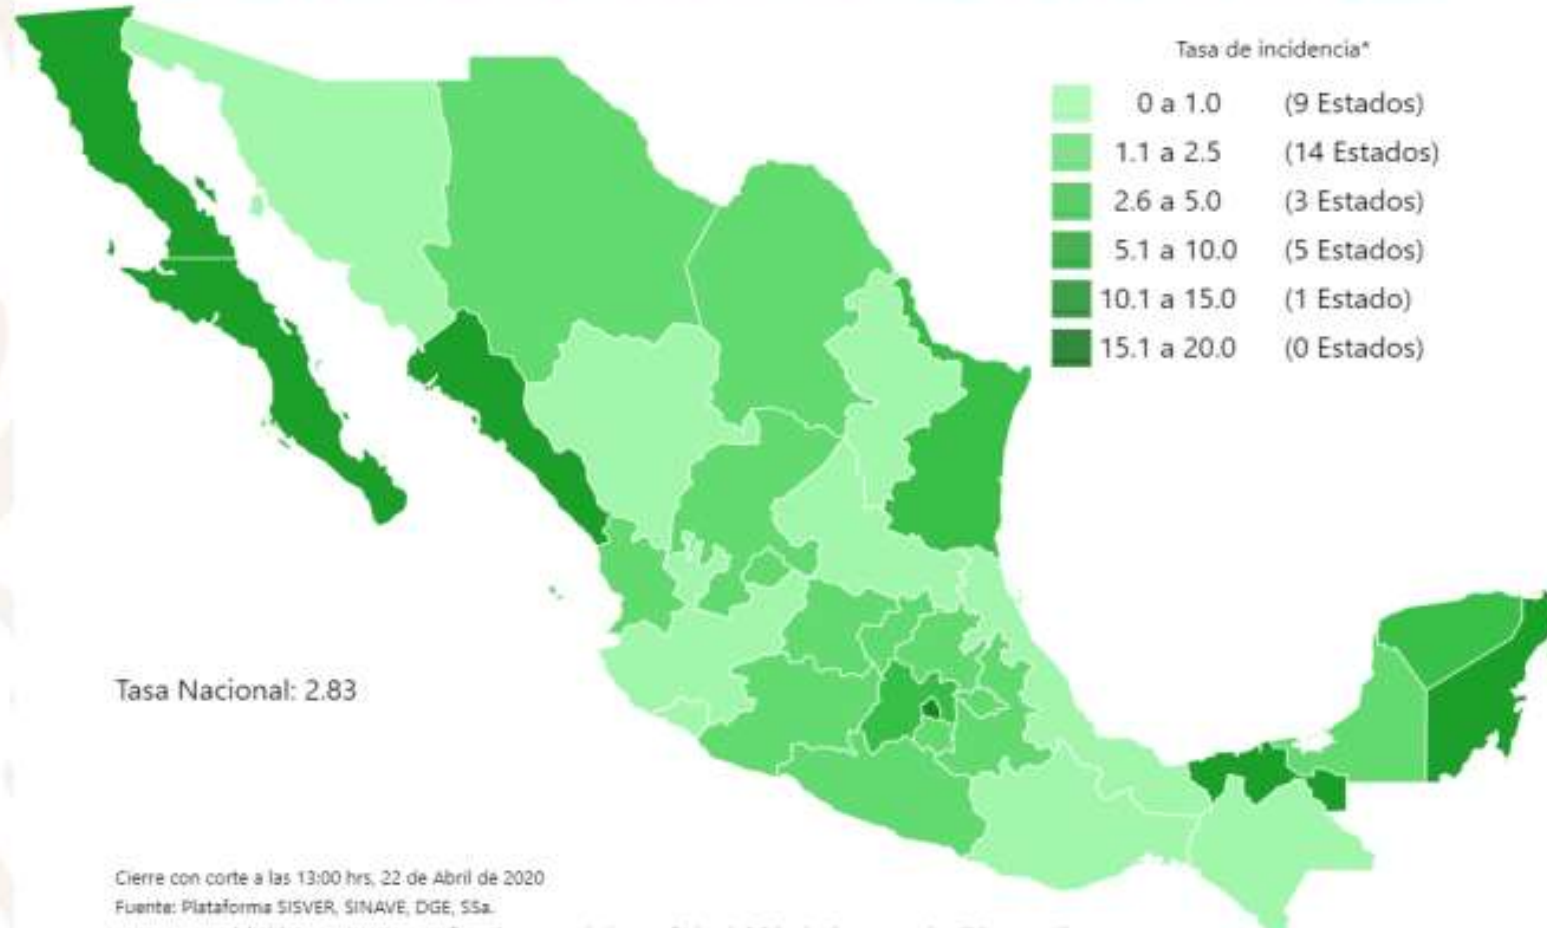 Tasa de incidencia*
0 a 1.0 (9 Estados)
1.1 a 2.5 (14 Estados)
2.6 a 5.0 (3 Estados)
5.1 a 10.0 (5 Estados)
10.1 a 15.0 (1 Estado)
15.1 a 20.0 (0 Estados)
Tasa Nacional: 2.83
Cierre con corte a las 13:00 hrs, 22 de Abril de 2020
Fuente: Plataforma SISVER, SINAVE, DGE, SSa.